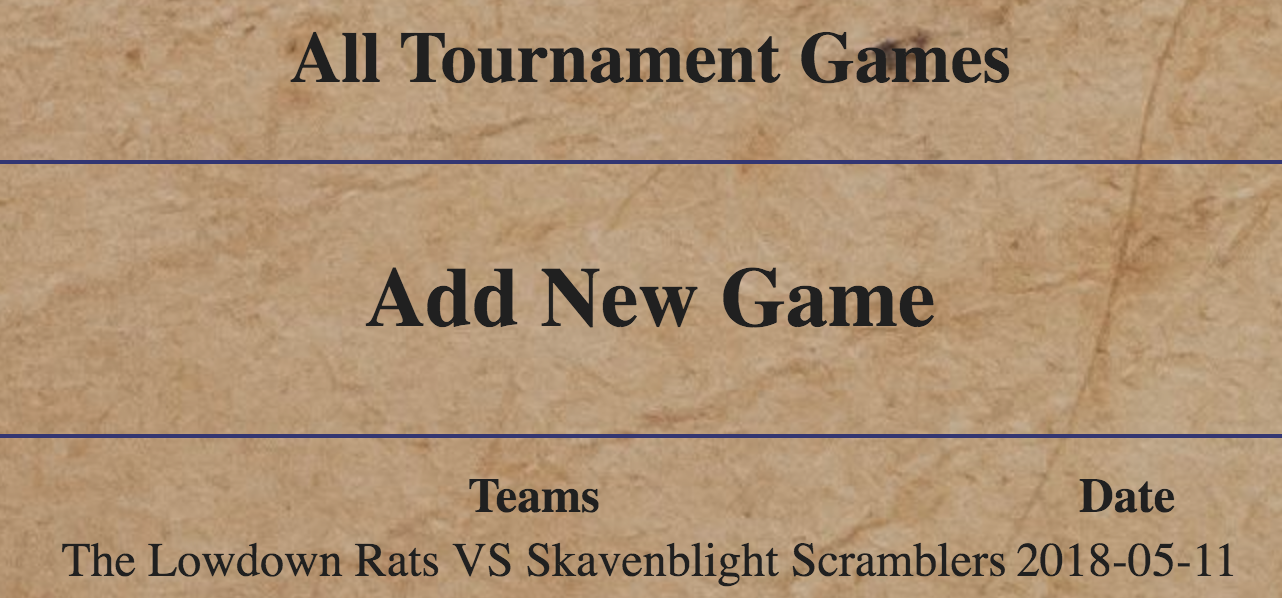 All Tournament Games
Add New Game
Teams Date
The Lowdown Rats VS Skavenblight Scramblers 2018-05-11